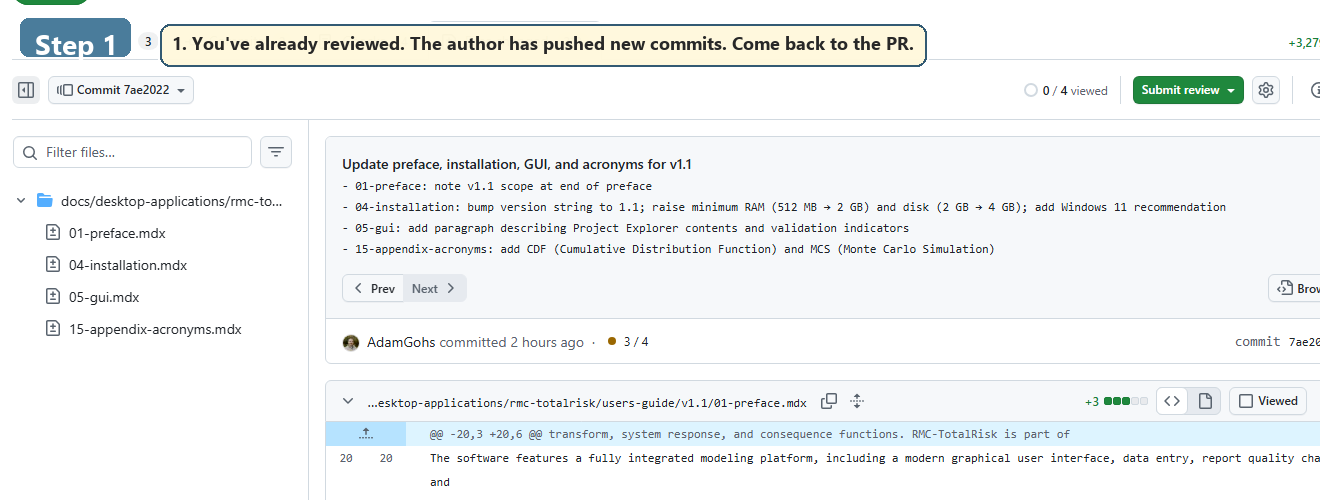 Step 1
3
1. You've already reviewed. The author has pushed new commits. Come back to the PR.
+3,279
Commit 7ae2022
0 / 4 viewed
Submit review
Filter files...
docs/desktop-applications/rmc-to...
01-preface.mdx
04-installation.mdx
05-gui.mdx
15-appendix-acronyms.mdx
Update preface, installation, GUI, and acronyms for v1.1
- 01-preface: note v1.1 scope at end of preface
- 04-installation: bump version string to 1.1; raise minimum RAM (512 MB → 2 GB) and disk (2 GB → 4 GB); add Windows 11 recommendation
- 05-gui: add paragraph describing Project Explorer contents and validation indicators
- 15-appendix-acronyms: add CDF (Cumulative Distribution Function) and MCS (Monte Carlo Simulation)
Prev Next
Brow
AdamGohs committed 2 hours ago · 3 / 4
commit 7ae20
...esktop-applications/rmc-totalrisk/users-guide/v1.1/01-preface.mdx
+3
Viewed
@@ -20,3 +20,6 @@ transform, system response, and consequence functions. RMC-TotalRisk is part of
20 20 The software features a fully integrated modeling platform, including a modern graphical user interface, data entry, report quality cha
and